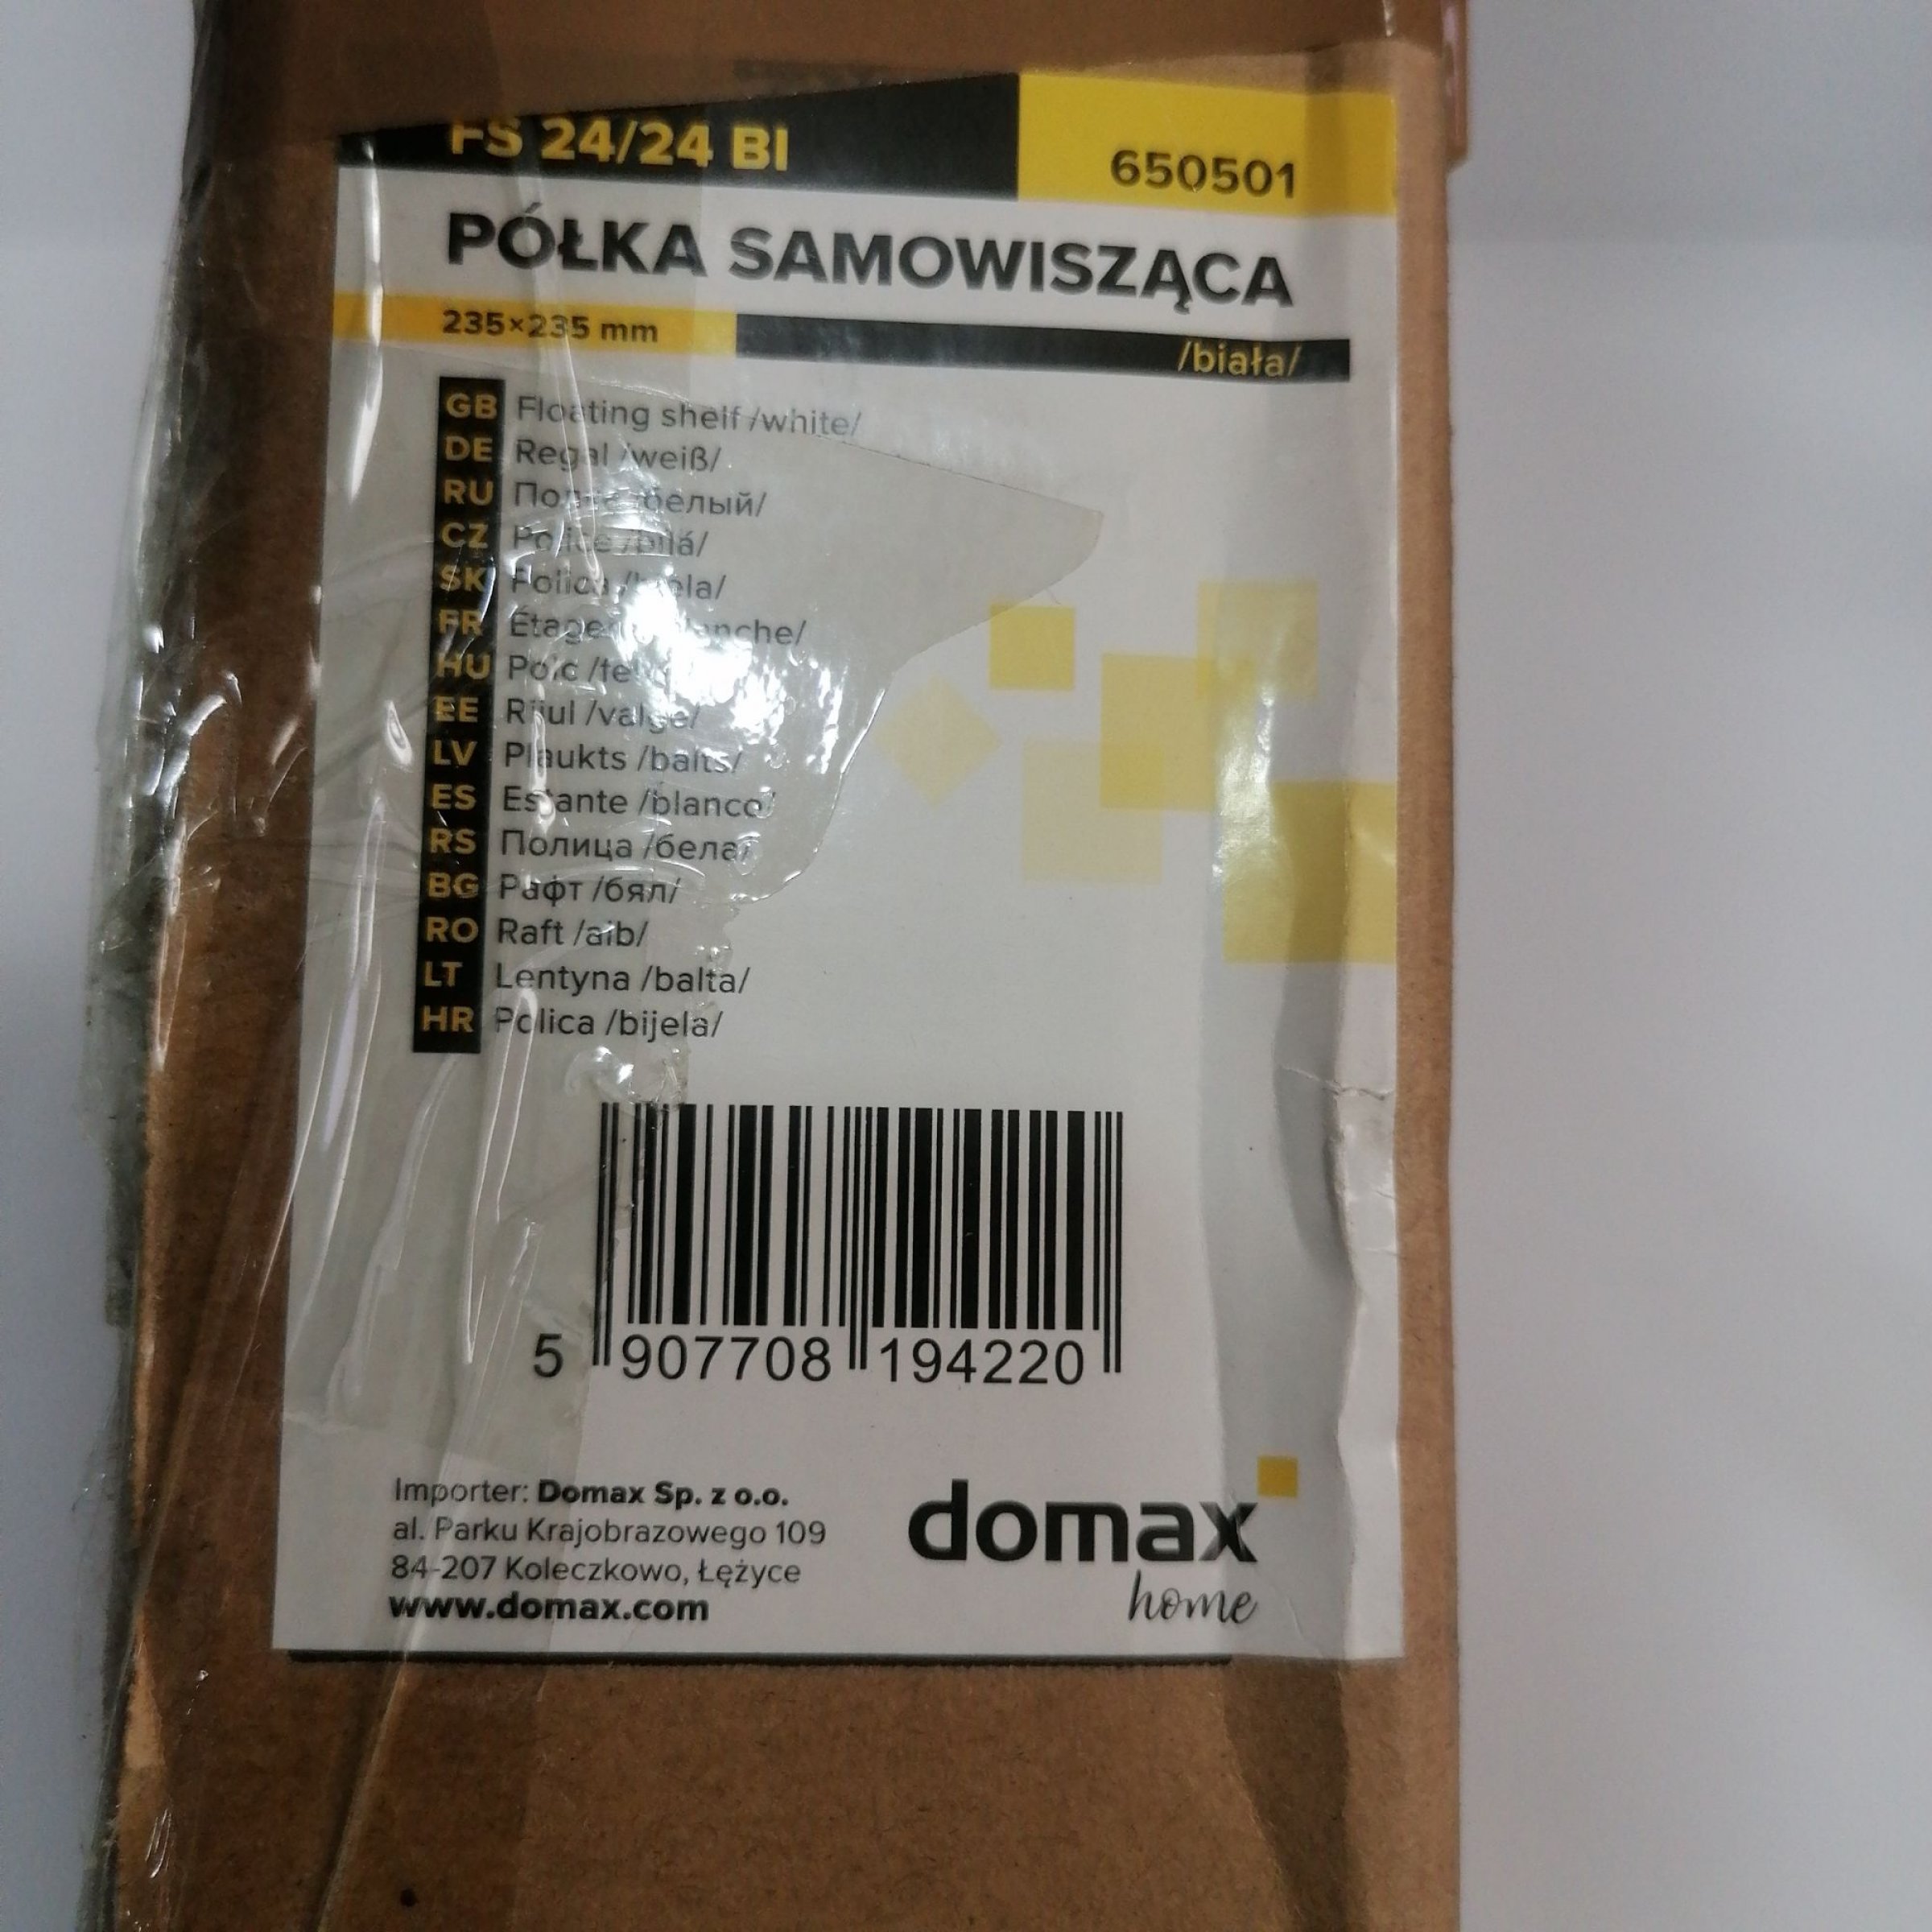 FS 24/24 BI
650501
PÓŁKA SAMOWISZĄCA
235×235 mm
/biała/
GB Floating shelf /white/
DE Regal /weiß/
RU /белый/
CZ Police /bílá/
SK Polica
FR
HU Polc
EE Riiul /valge/
LV Plaukts /balts/
ES Estante /blanco/
RS Полица /бела/
BG Рафт /бял/
RO Raft /alb/
LT Lentyna /balta/
HR Polica /bijela/
5 907708 194220
Importer: Domax Sp. z o.o.
al. Parku Krajobrazowego 109
84-207 Koleczkowo, Łężyce
www.domax.com
domax
home